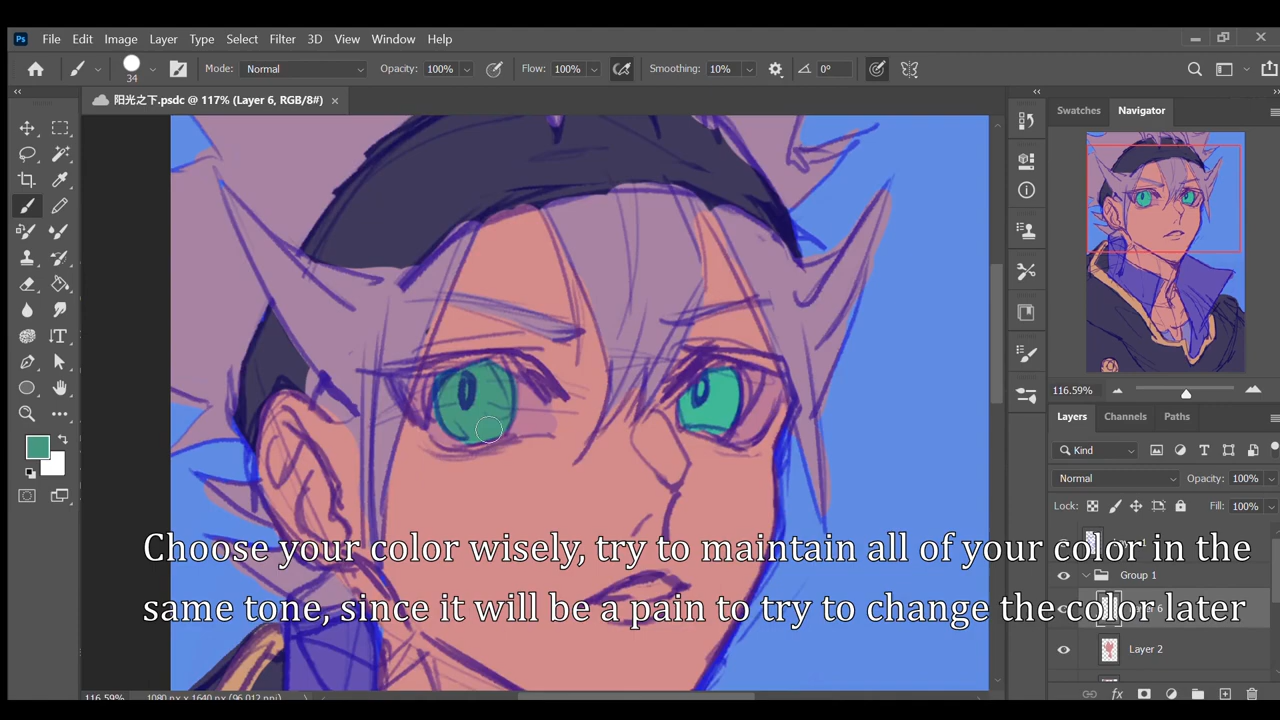 Ps File Edit Image Layer Type Select Filter 3D View Window Help
34 Mode: Normal Opacity: 100% Flow: 100% Smoothing: 10% 0°
阳光之下.psdc @ 117% (Layer 6, RGB/8#) ×
Swatches Navigator
116.59%
Layers Channels Paths
Kind
Normal Opacity: 100%
Lock: Fill: 100%
Group 1
Layer 2
Choose your color wisely, try to maintain all of your color in the
same tone, since it will be a pain to try to change the color later
116.59% 1080 px x 1640 px (96.012 ppi)
fx